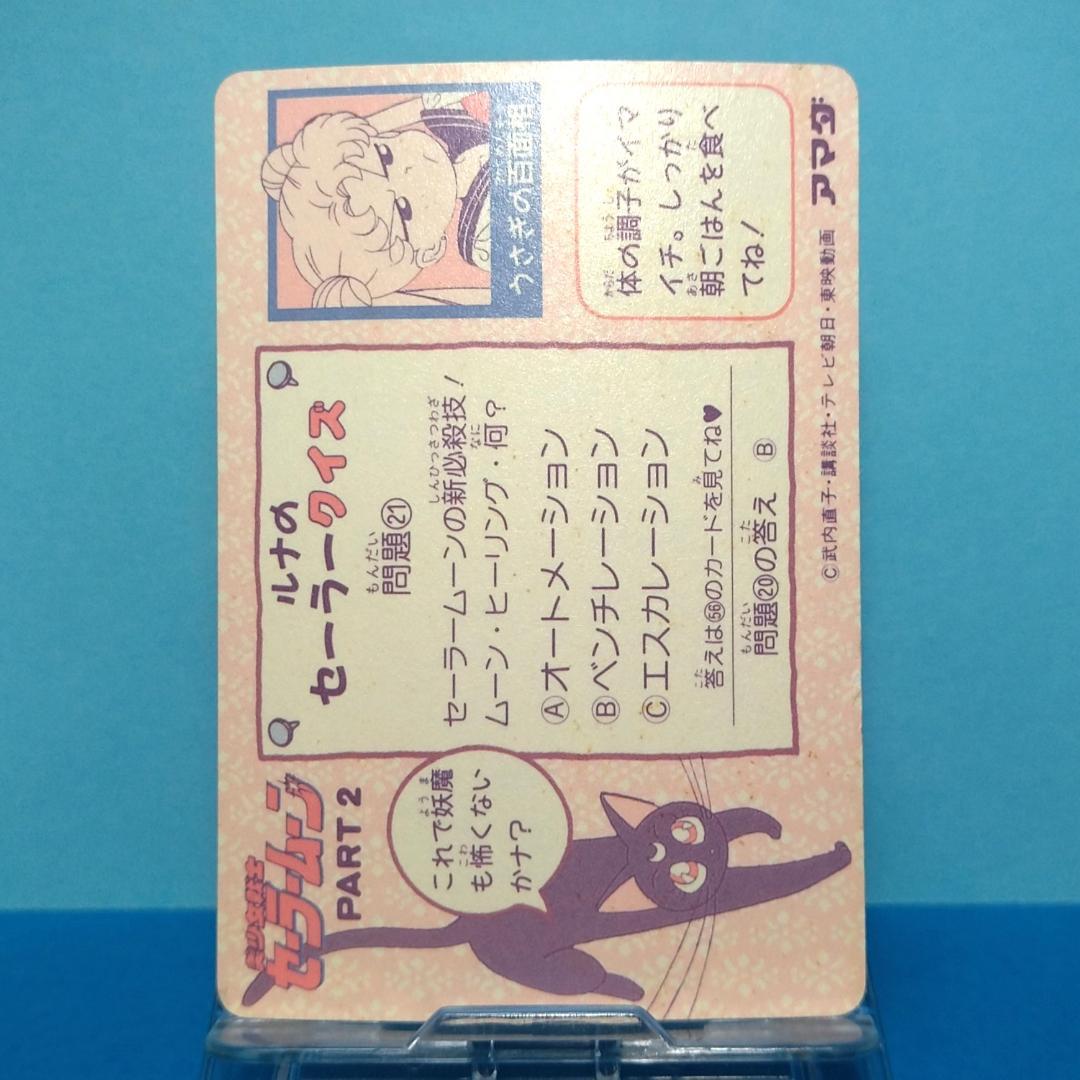 美少女戦士
セーラームーン
PART 2
これで妖魔
も怖くない
かナ?
ルナの
セーラークイズ
問題㉑
セーラームーンの新必殺技!
ムーン・ヒーリング・何?
Ⓐオートメーション
Ⓑベンチレーション
Ⓒエスカレーション
答えは㊻のカードを見てね♥
問題⑳の答え Ⓑ
うさぎの百面相
体の調子がイマ
イチ。しっかり
朝ごはんを食べ
てね!
©武内直子・講談社・テレビ朝日・東映動画
アマダ